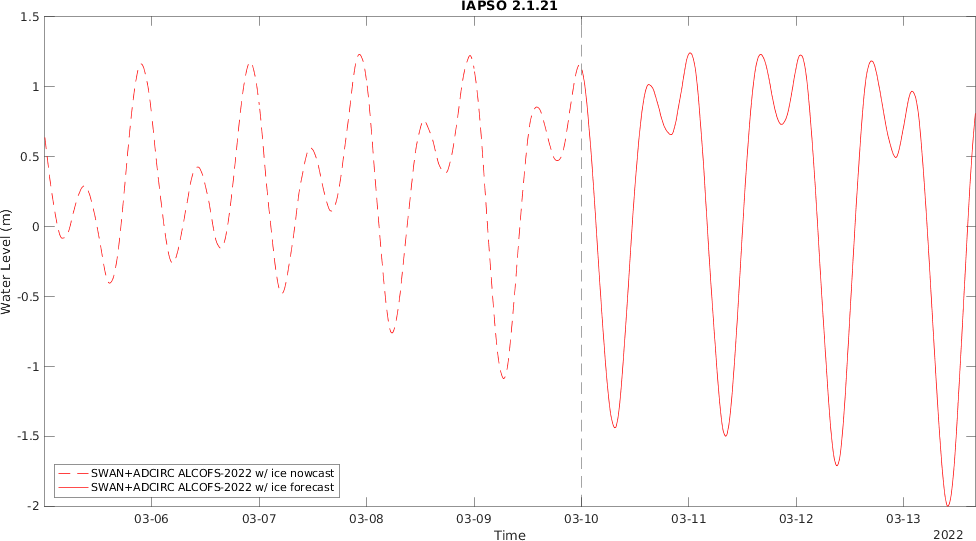 IAPSO 2.1.21
1.5
1
0.5
0
-0.5
-1
-1.5
-2
Water Level (m)
SWAN+ADCIRC ALCOFS-2022 w/ ice nowcast
SWAN+ADCIRC ALCOFS-2022 w/ ice forecast
03-06 03-07 03-08 03-09 03-10 03-11 03-12 03-13
Time
2022